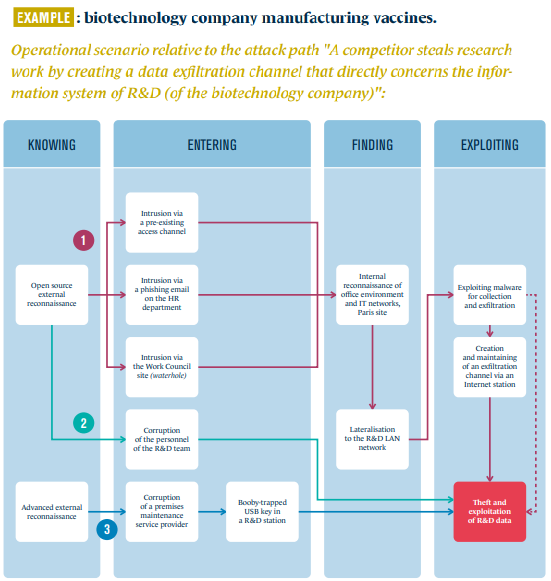 EXAMPLE : biotechnology company manufacturing vaccines.
Operational scenario relative to the attack path "A competitor steals research
work by creating a data exfiltration channel that directly concerns the infor-
mation system of R&D (of the biotechnology company)":
KNOWING
ENTERING
FINDING
EXPLOITING
Intrusion via
a pre-existing
access channel
1
Open source
external
reconnaissance
Intrusion via
a phishing email
on the HR
department
Internal
reconnaissance of
office environment
and IT networks,
Paris site
Exploiting malware
for collection
and exfiltration
Intrusion via
the Work Council
site (waterhole)
Creation
and maintaining
of an exfiltration
channel via an
Internet station
2
Corruption
of the personnel
of the R&D team
Lateralisation
to the R&D LAN
network
Advanced external
reconnaissance
3
Corruption
of a premises
maintenance
service provider
Booby-trapped
USB key in
a R&D station
Theft and
exploitation
of R&D data